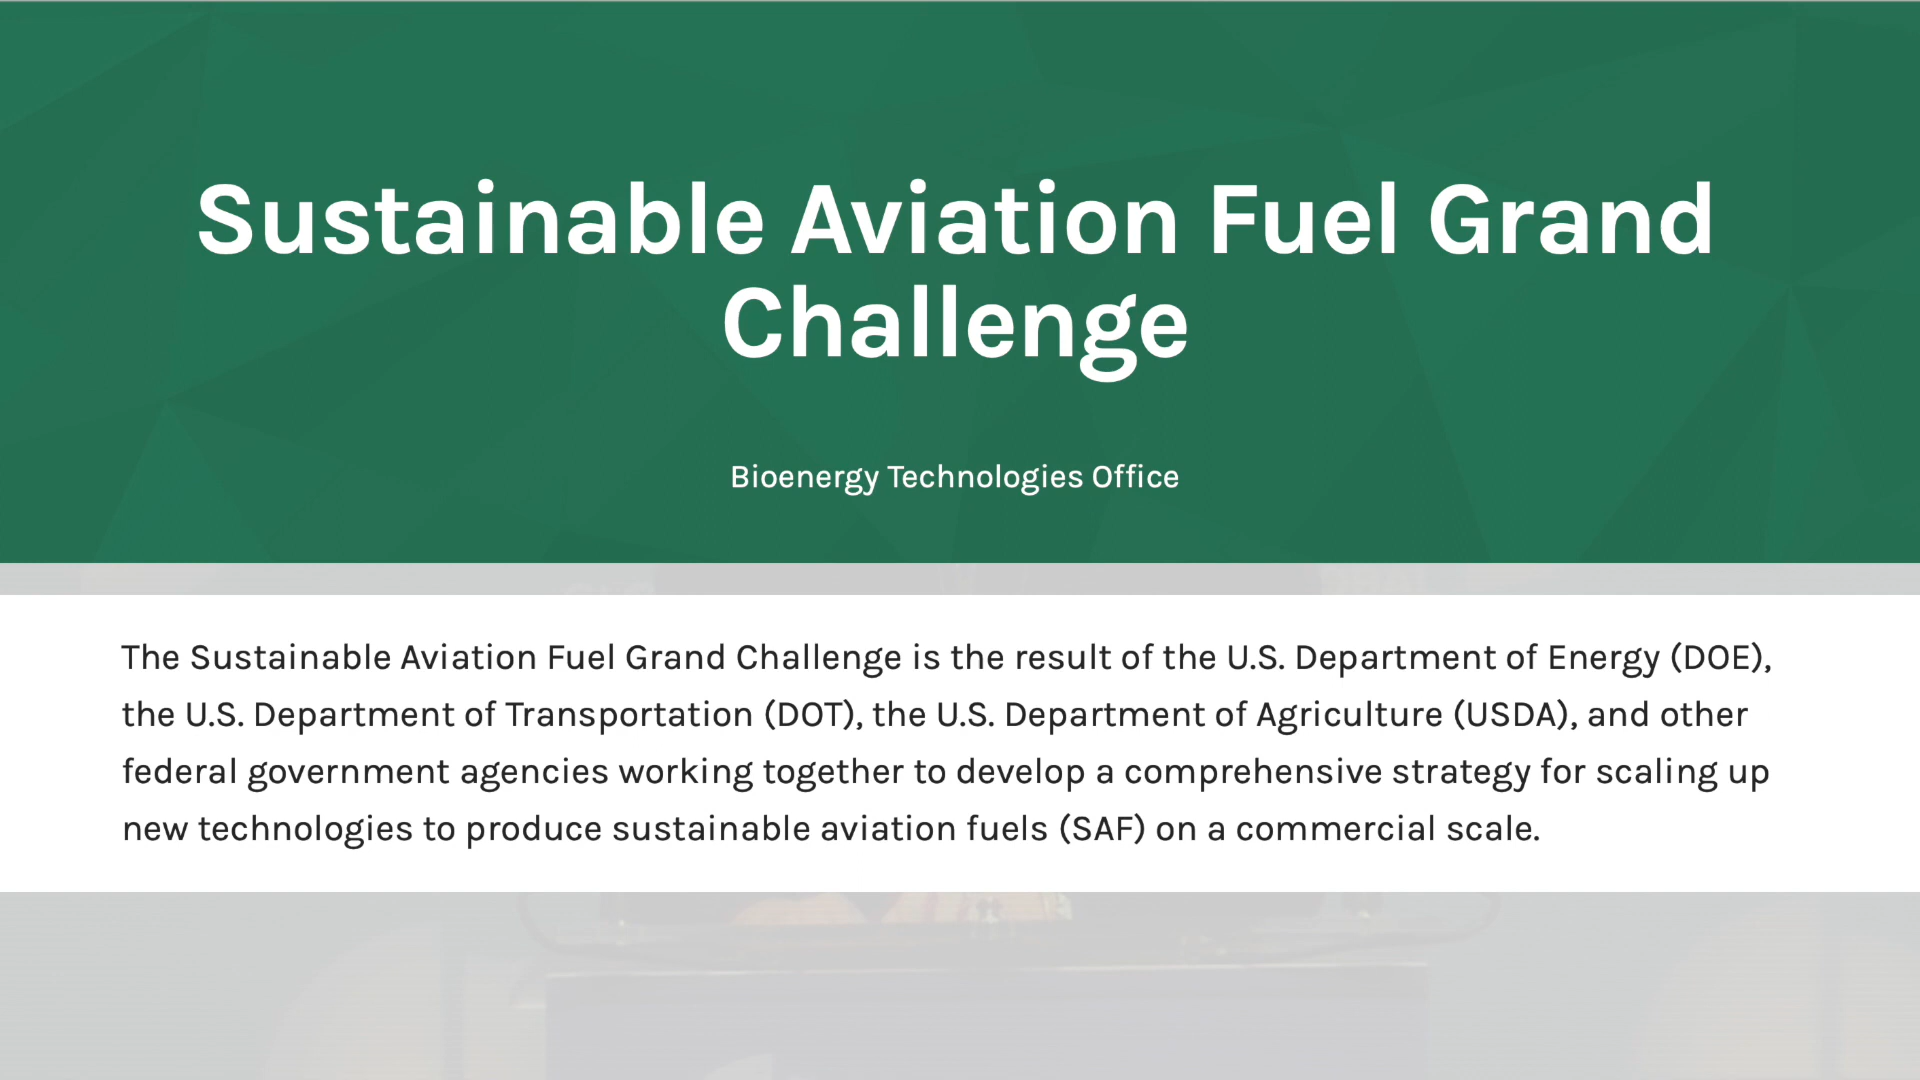 Sustainable Aviation Fuel Grand
Challenge
Bioenergy Technologies Office
The Sustainable Aviation Fuel Grand Challenge is the result of the U.S. Department of Energy (DOE),
the U.S. Department of Transportation (DOT), the U.S. Department of Agriculture (USDA), and other
federal government agencies working together to develop a comprehensive strategy for scaling up
new technologies to produce sustainable aviation fuels (SAF) on a commercial scale.